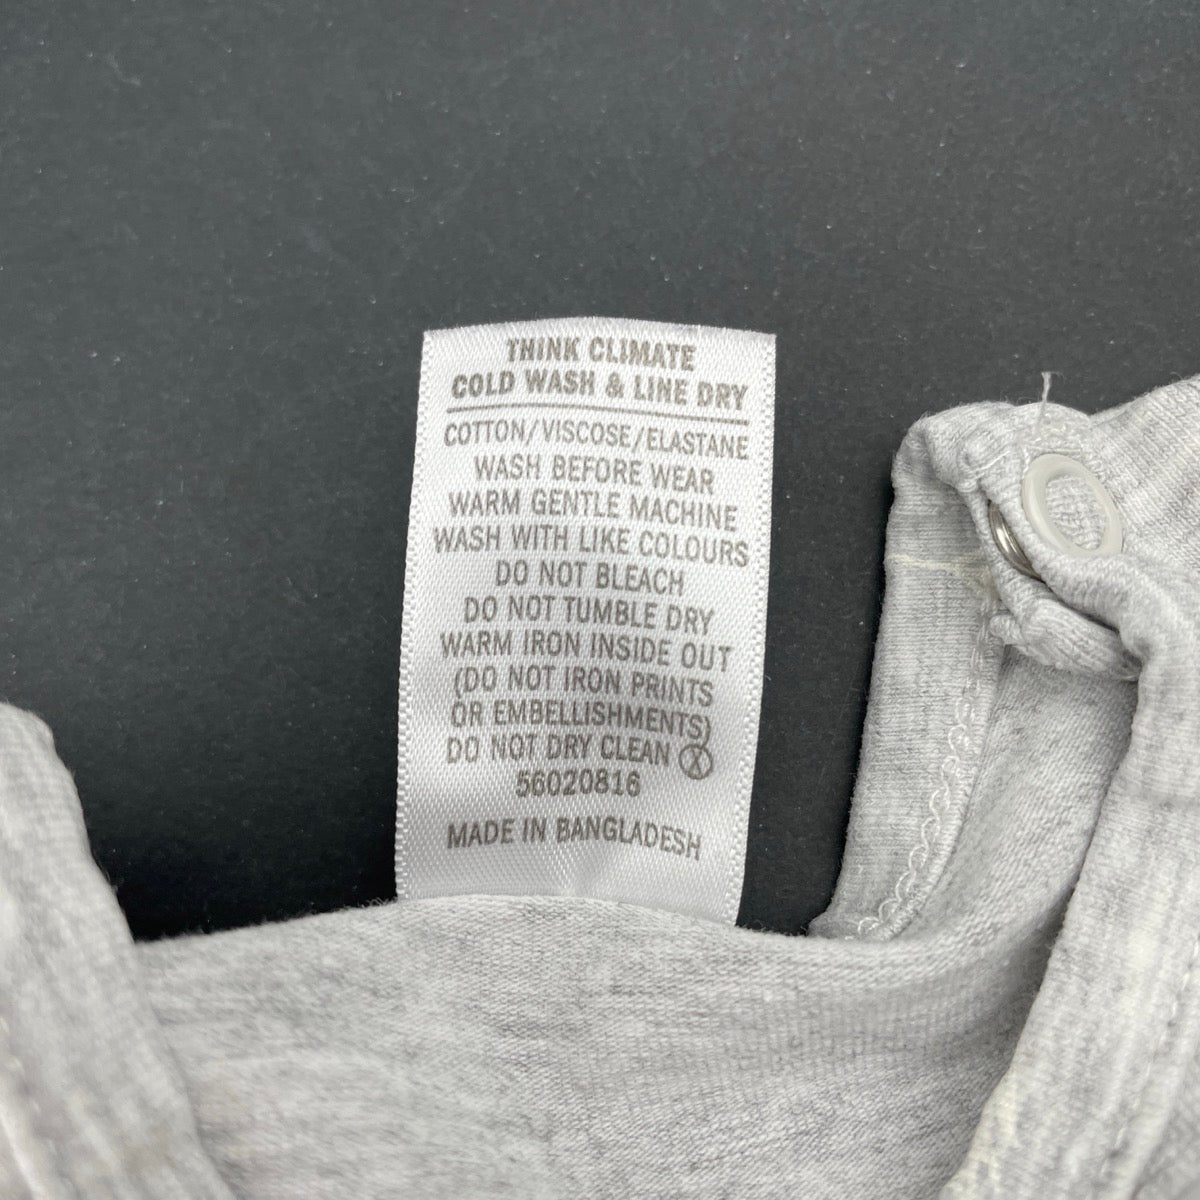 THINK CLIMATE
COLD WASH & LINE DRY
COTTON/VISCOSE/ELASTANE
WASH BEFORE WEAR
WARM GENTLE MACHINE
WASH WITH LIKE COLOURS
DO NOT BLEACH
DO NOT TUMBLE DRY
WARM IRON INSIDE OUT
(DO NOT IRON PRINTS
OR EMBELLISHMENTS)
DO NOT DRY CLEAN Ⓧ
56020816
MADE IN BANGLADESH